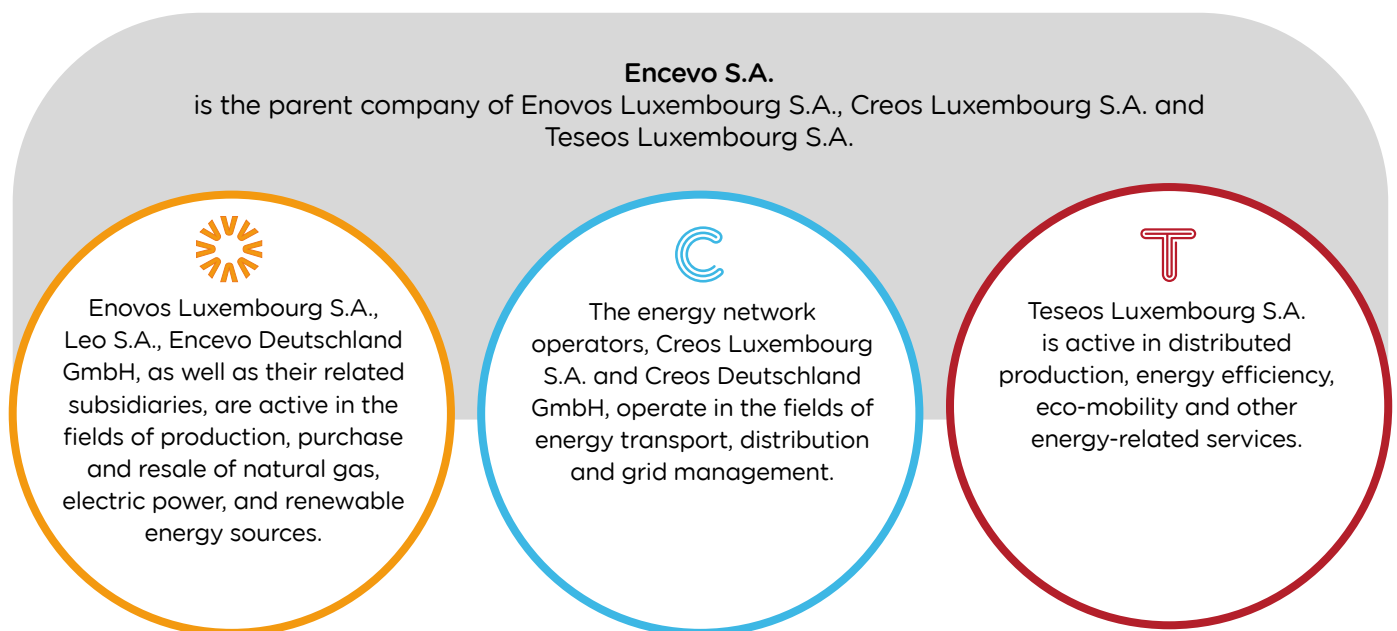 Encevo S.A.
is the parent company of Enovos Luxembourg S.A., Creos Luxembourg S.A. and
Teseos Luxembourg S.A.
Enovos Luxembourg S.A.,
Leo S.A., Encevo Deutschland
GmbH, as well as their related
subsidiaries, are active in the
fields of production, purchase
and resale of natural gas,
electric power, and renewable
energy sources.
C
The energy network
operators, Creos Luxembourg
S.A. and Creos Deutschland
GmbH, operate in the fields of
energy transport, distribution
and grid management.
T
Teseos Luxembourg S.A.
is active in distributed
production, energy efficiency,
eco-mobility and other
energy-related services.